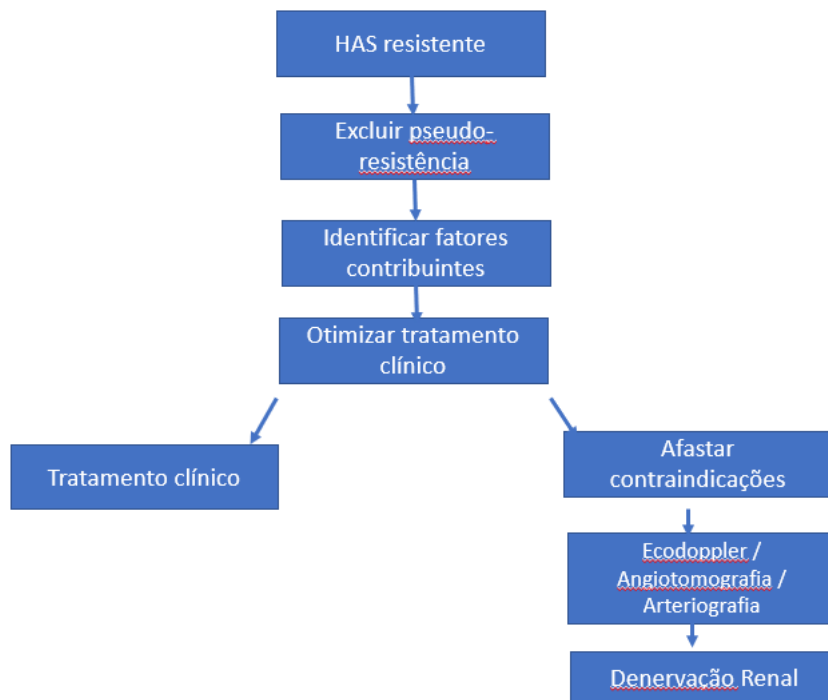 HAS resistente
Excluir pseudo-
resistência
Identificar fatores
contribuintes
Otimizar tratamento
clínico
Tratamento clínico
Afastar
contraindicações
Ecodoppler /
Angiotomografia /
Arteriografia
Denervação Renal